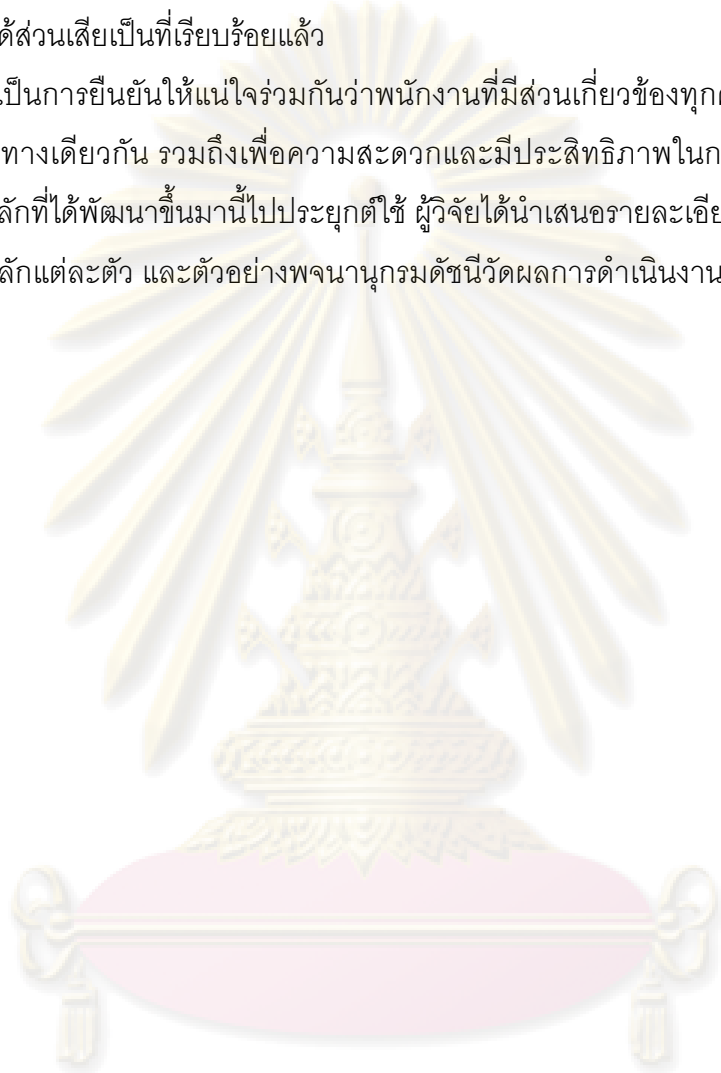 ได้ส่วนเสียเป็นที่เรียบร้อยแล้ว
เป็นการยืนยันให้แน่ใจร่วมกันว่าพนักงานที่มีส่วนเกี่ยวข้องทุก
ทางเดียวกัน รวมถึงเพื่อความสะดวกและมีประสิทธิภาพใน
ลักที่ได้พัฒนาขึ้นมานี้ไปประยุกต์ใช้ ผู้วิจัยได้นำเสนอรายละเอีย
ลักแต่ละตัว และตัวอย่างพจนานุกรมดัชนีวัดผลการดำเนินงาน